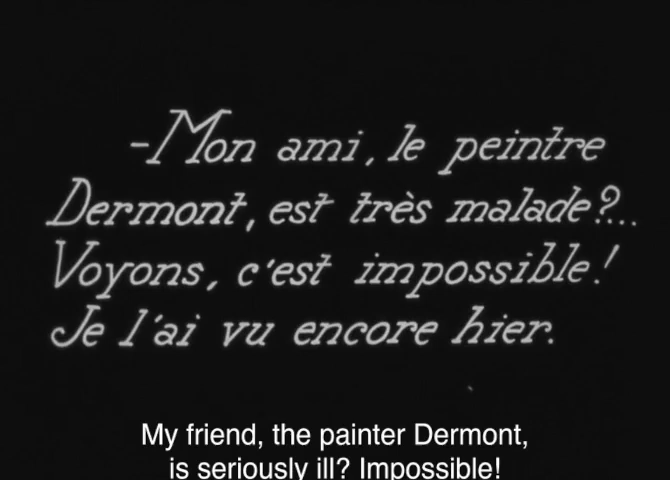 -Mon ami, le peintre
Dermont, est très malade?...
Voyons, c'est impossible!
Je l'ai vu encore hier.
My friend, the painter Dermont,
is seriously ill? Impossible!